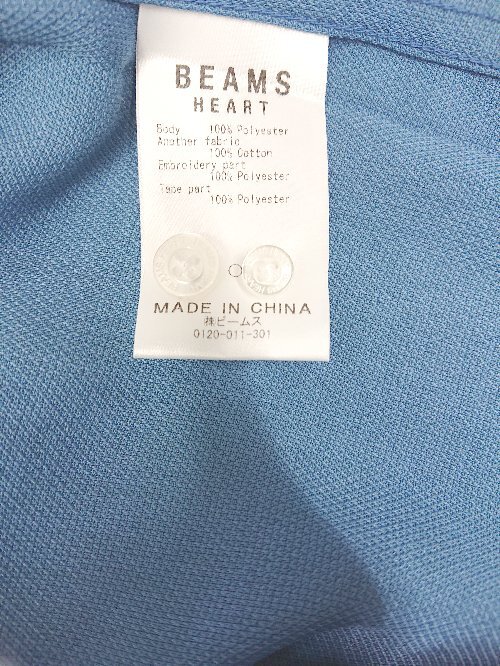 BEAMS
HEART
Body 100% Polyester
Another fabric
100% Cotton
Embroidery part
100% Polyester
Tape part
100% Polyester
MADE IN CHINA
㈱ビームス
0120-011-301